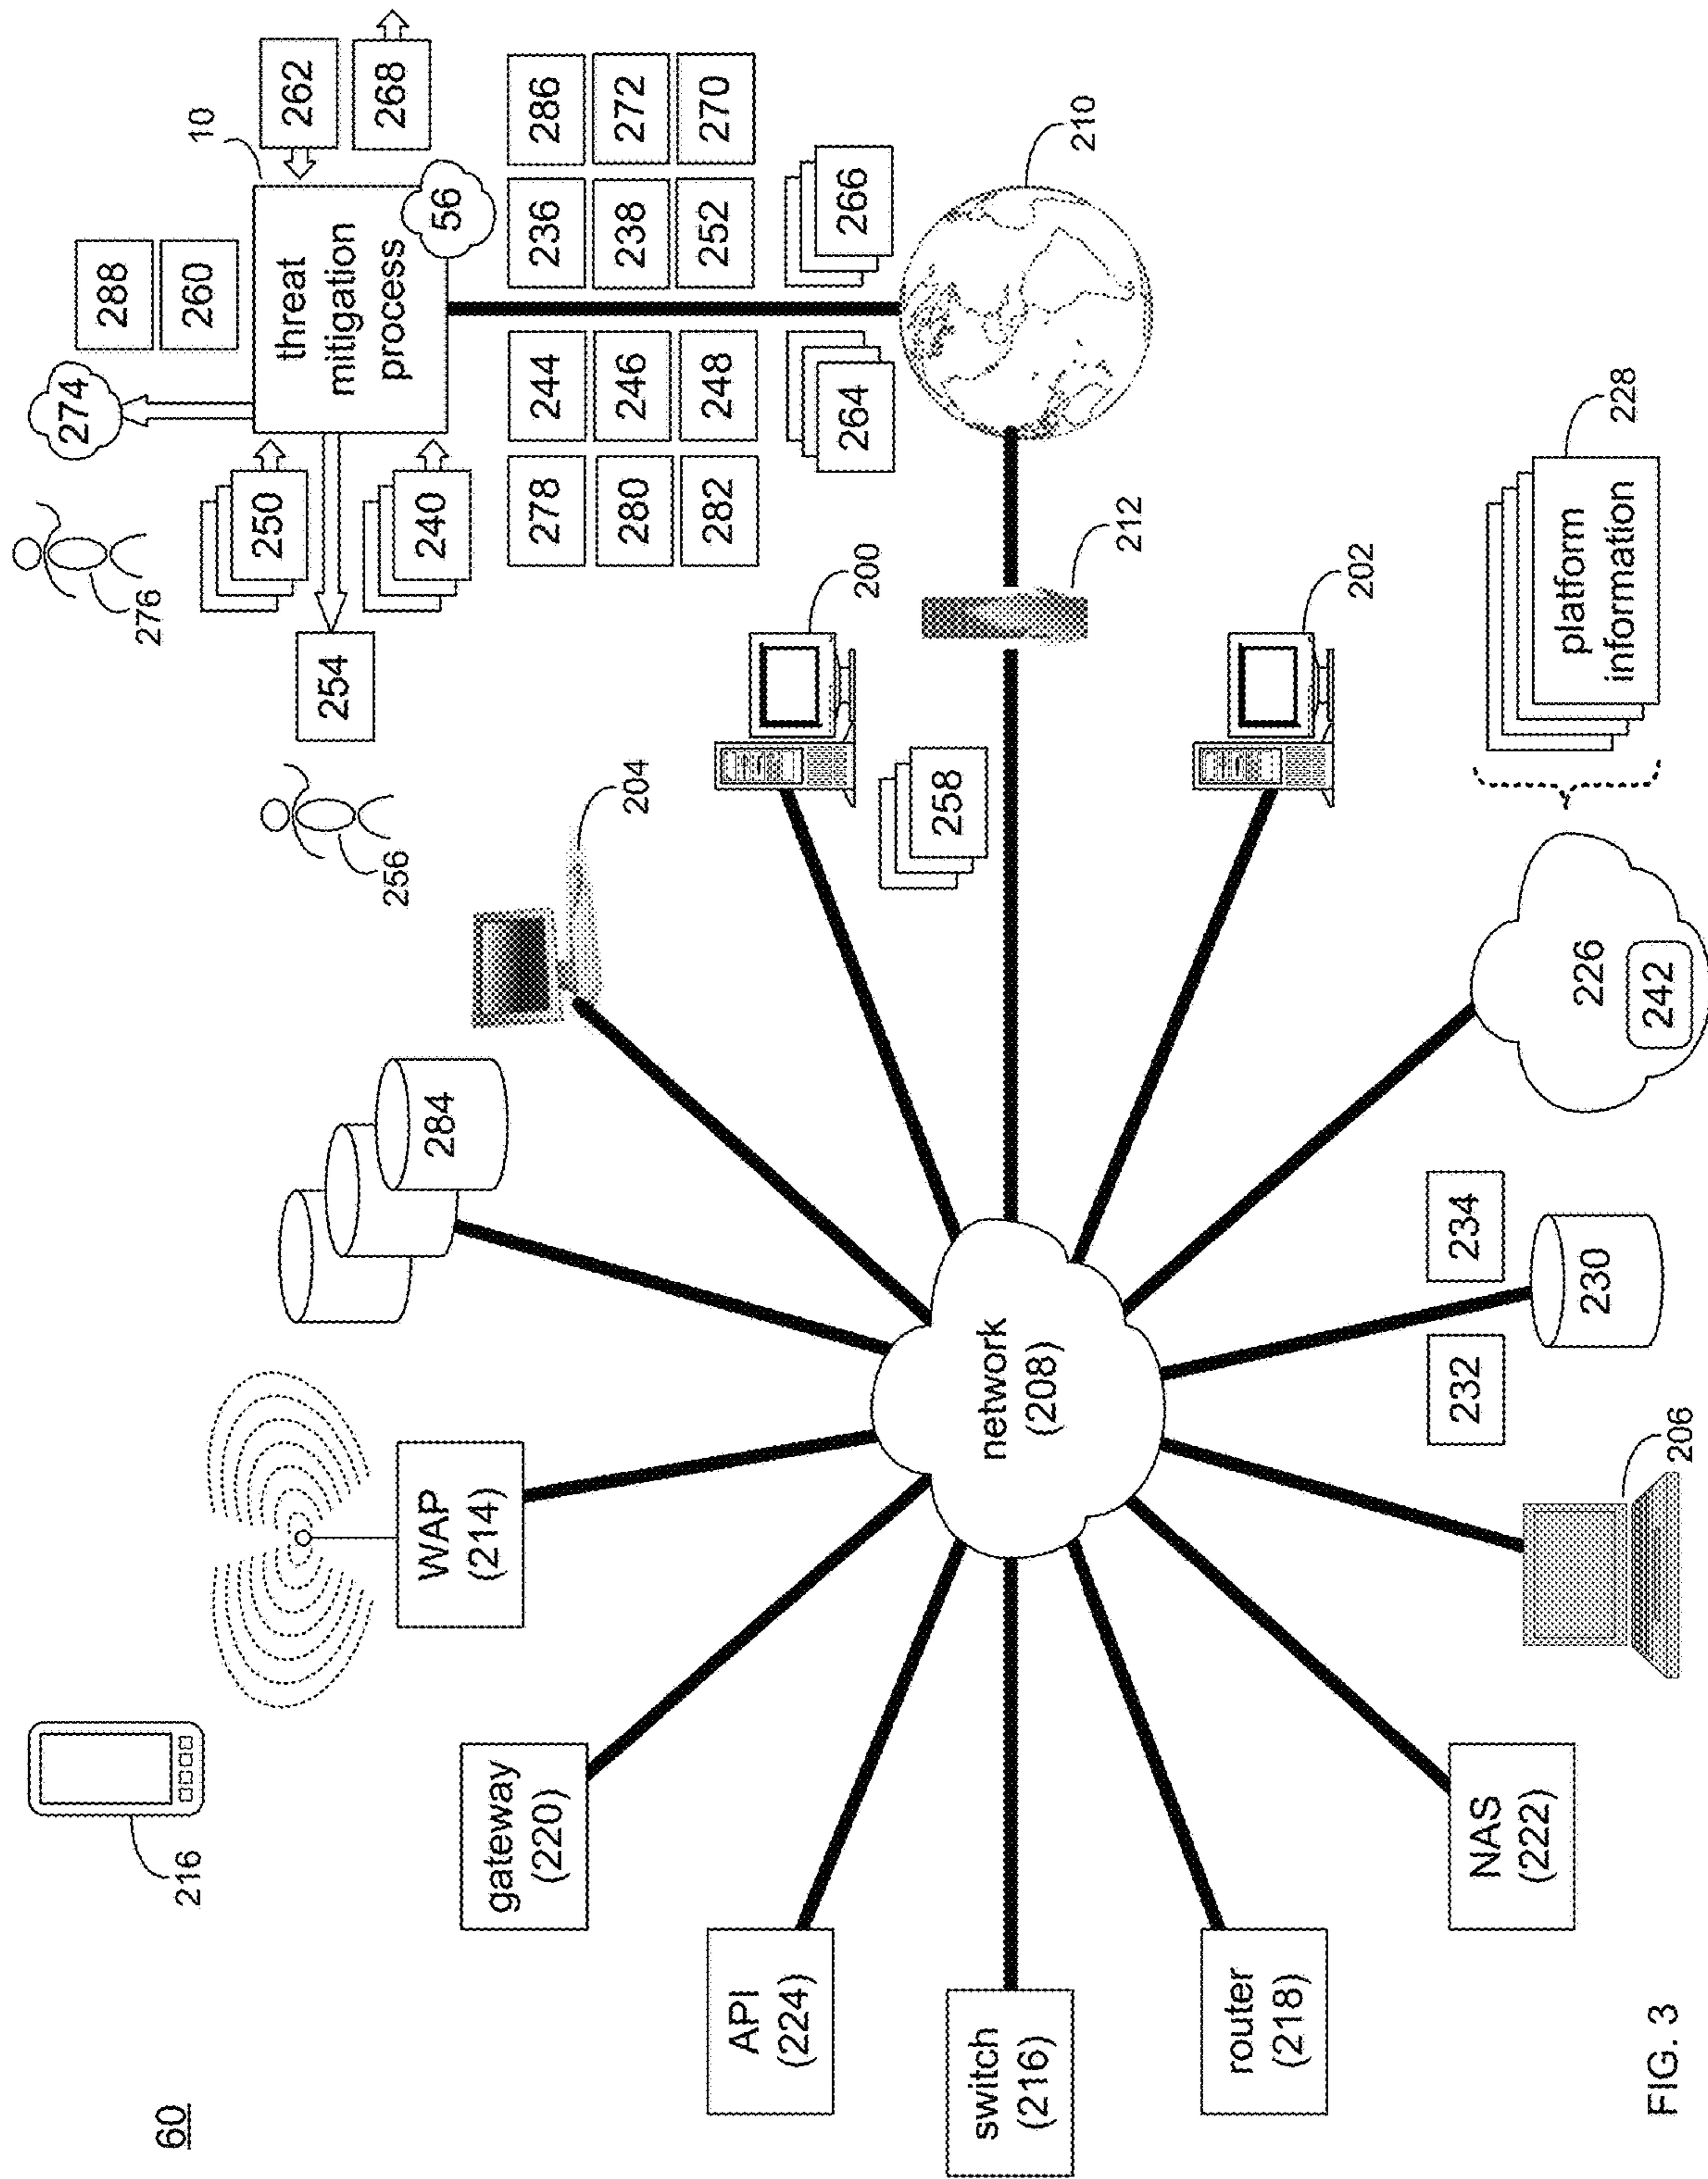 60
216
276
274
288
260
10
262
268
250
240
254
256
threat
mitigation
process
56
284
204
WAP
(214)
gateway
(220)
278 244 236 286
280 246 238 272
282 248 252 270
API
(224)
264 266
200
258
switch
(216)
network
(208)
212
210
router
(218)
202
NAS
(222)
232 234
230
226
242
platform
information
228
206
FIG. 3